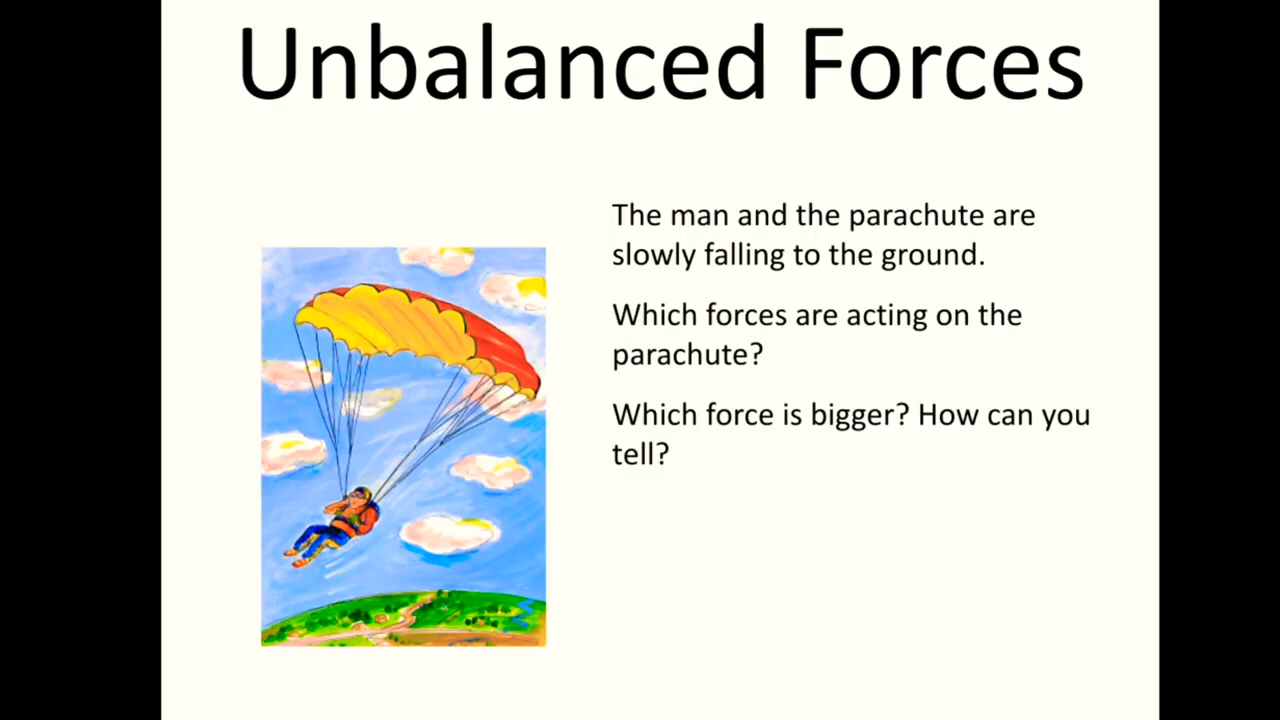 Unbalanced Forces
The man and the parachute are
slowly falling to the ground.
Which forces are acting on the
parachute?
Which force is bigger? How can you
tell?